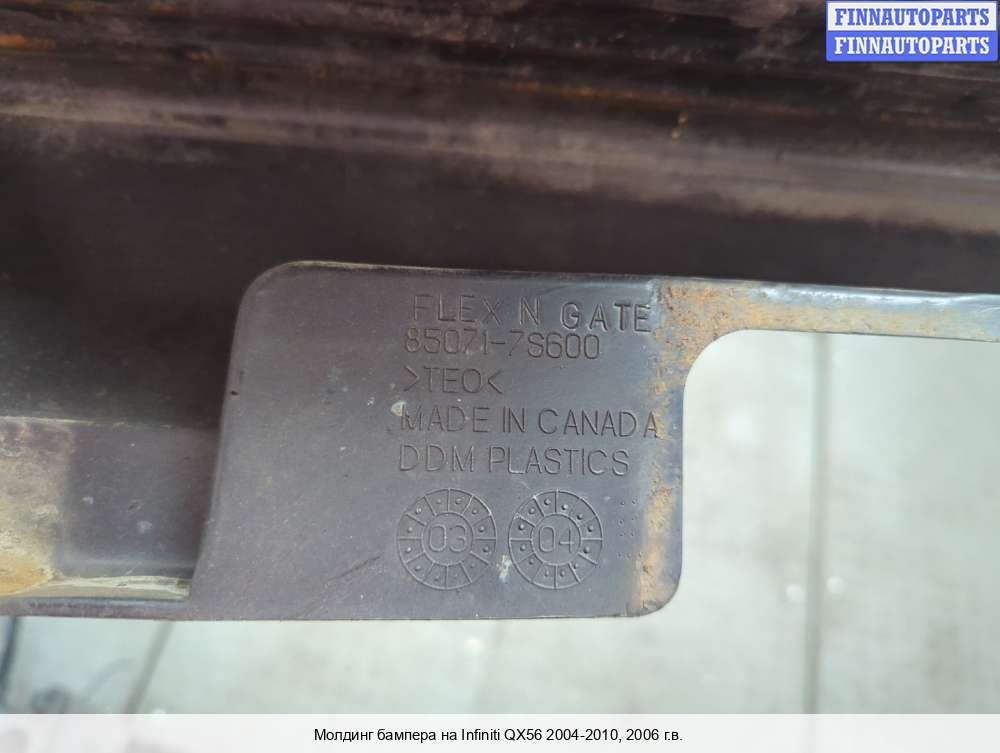 FINNAUTOPARTS
FINNAUTOPARTS
FLEX N GATE
85071-7S600
>TEO<
MADE IN CANADA
DDM PLASTICS
03 04
Молдинг бампера на Infiniti QX56 2004-2010, 2006 г.в.